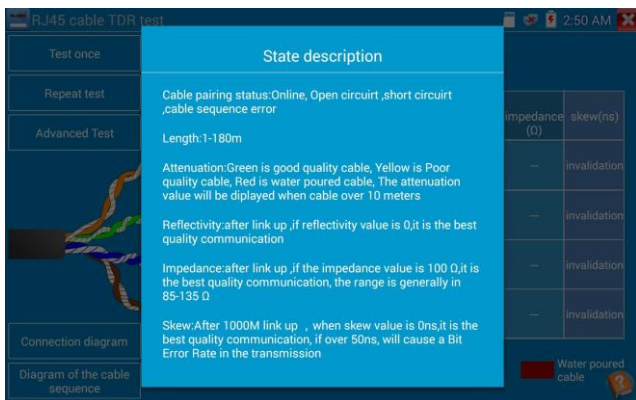 RJ45 cable TDR test
2:50 AM
Test once
Repeat test
Advanced Test
Connection diagram
Diagram of the cable
sequence
State description
Cable pairing status:Online, Open circuirt ,short circuirt
,cable sequence error
Length:1-180m
Attenuation:Green is good quality cable, Yellow is Poor
quality cable, Red is water poured cable, The attenuation
value will be diplayed when cable over 10 meters
Reflectivity:after link up ,if reflectivity value is 0,it is the best
quality communication
Impedance:after link up ,if the impedance value is 100 Ω,it is
the best quality communication, the range is generally in
85-135 Ω
Skew:After 1000M link up , when skew value is 0ns,it is the
best quality communication, if over 50ns, will cause a Bit
Error Rate in the transmission
impedance
(Ω)
skew(ns)
-- invalidation
-- invalidation
-- invalidation
-- invalidation
Water poured
cable